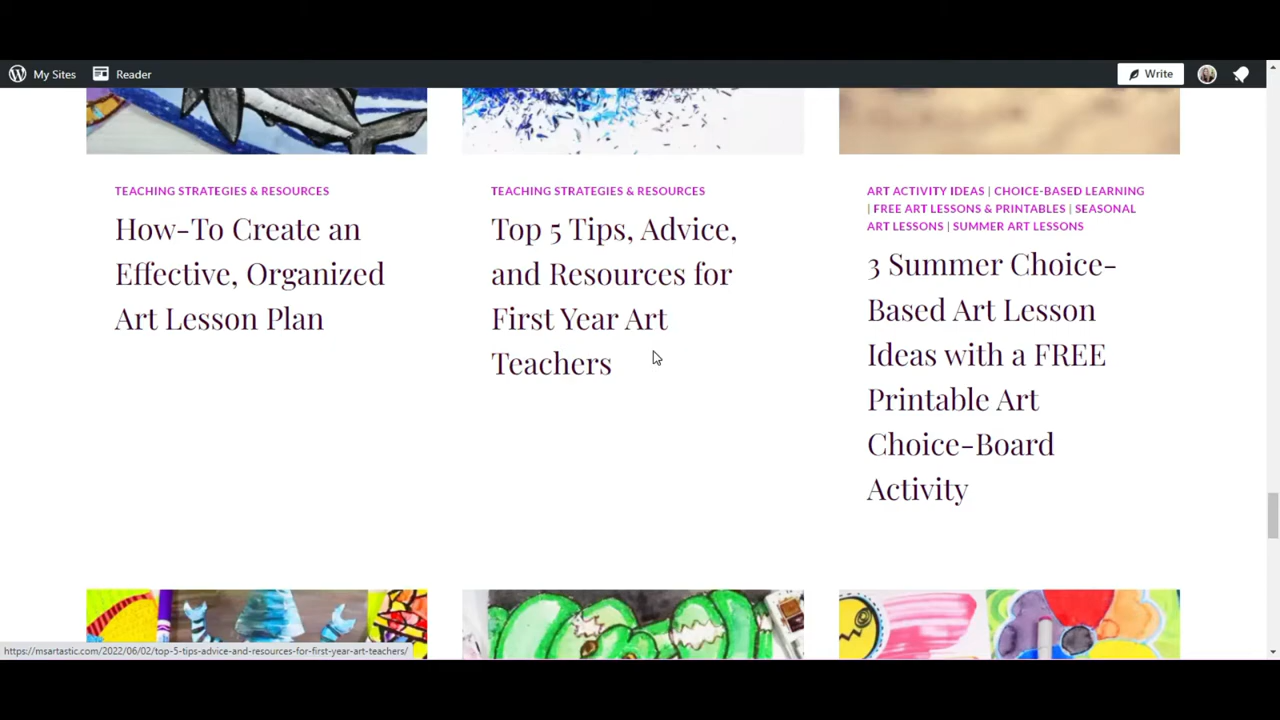 My Sites
Reader
Write
TEACHING STRATEGIES & RESOURCES
How-To Create an
Effective, Organized
Art Lesson Plan
TEACHING STRATEGIES & RESOURCES
Top 5 Tips, Advice,
and Resources for
First Year Art
Teachers
ART ACTIVITY IDEAS | CHOICE-BASED LEARNING
| FREE ART LESSONS & PRINTABLES | SEASONAL
ART LESSONS | SUMMER ART LESSONS
3 Summer Choice-
Based Art Lesson
Ideas with a FREE
Printable Art
Choice-Board
Activity
https://msartastic.com/2022/06/02/top-5-tips-advice-and-resources-for-first-year-art-teachers/